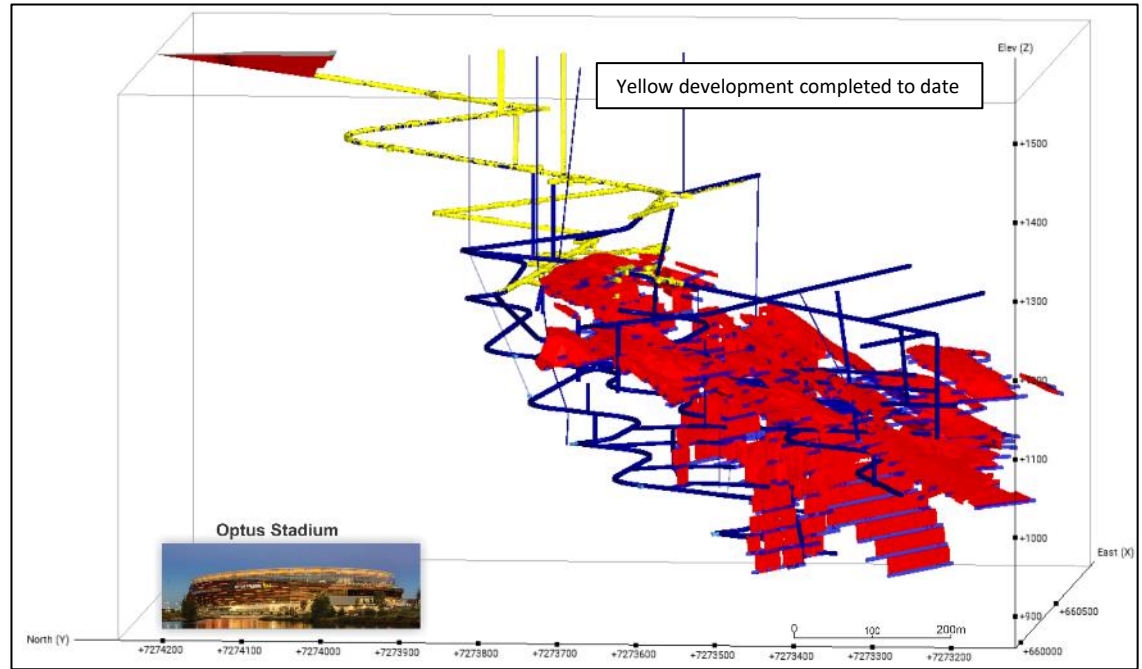 Elev (Z)
Yellow development completed to date
+1500
+1400
+1300
+1100
+1000
Optus Stadium
East (X)
+660500
+900
North (Y)
0 100 200m
+7274200 +7274100 +7274000 +7273900 +7273800 +7273700 +7273600 +7273500 +7273400 +7273300 +7273200 +660000